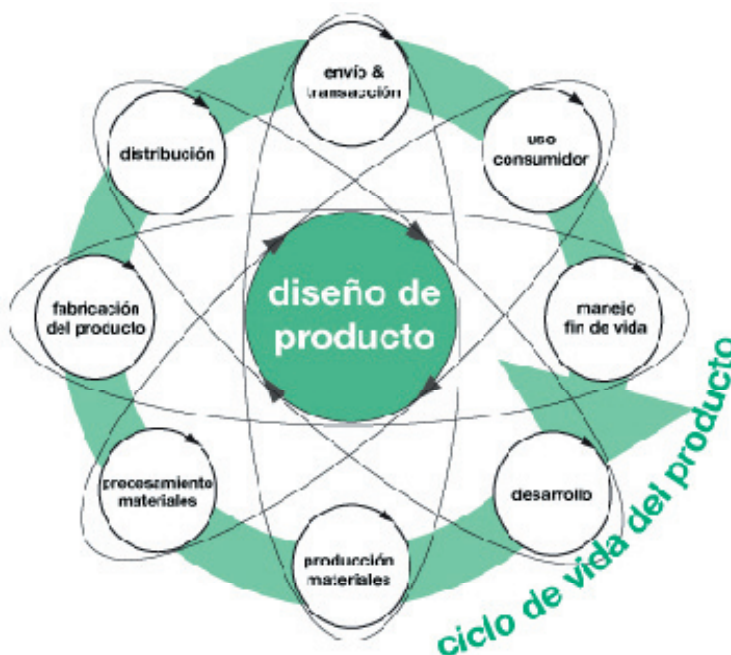 envío &
transacción
uso
consumidor
manejo
fin de vida
desarrollo
producción
materiales
procesamiento
materiales
fabricación
del producto
distribución
diseño de
producto
ciclo de vida del producto